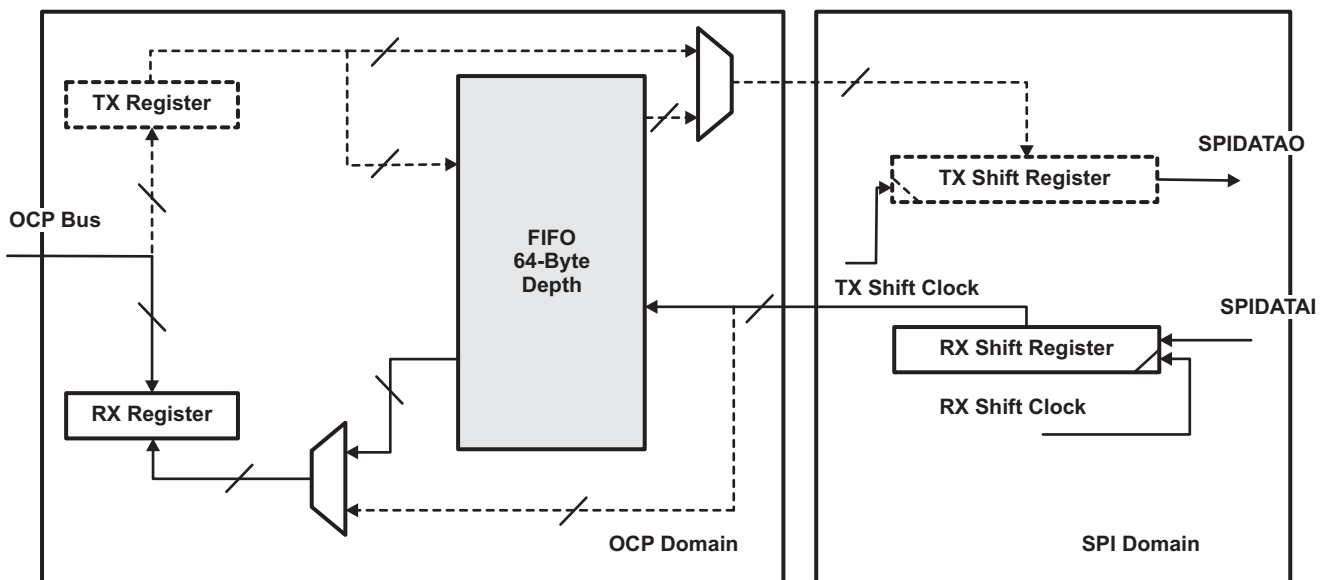 TX Register
SPIDATAO
TX Shift Register
OCP Bus
FIFO
64-Byte
Depth
TX Shift Clock
SPIDATAI
RX Shift Register
RX Register
RX Shift Clock
OCP Domain
SPI Domain